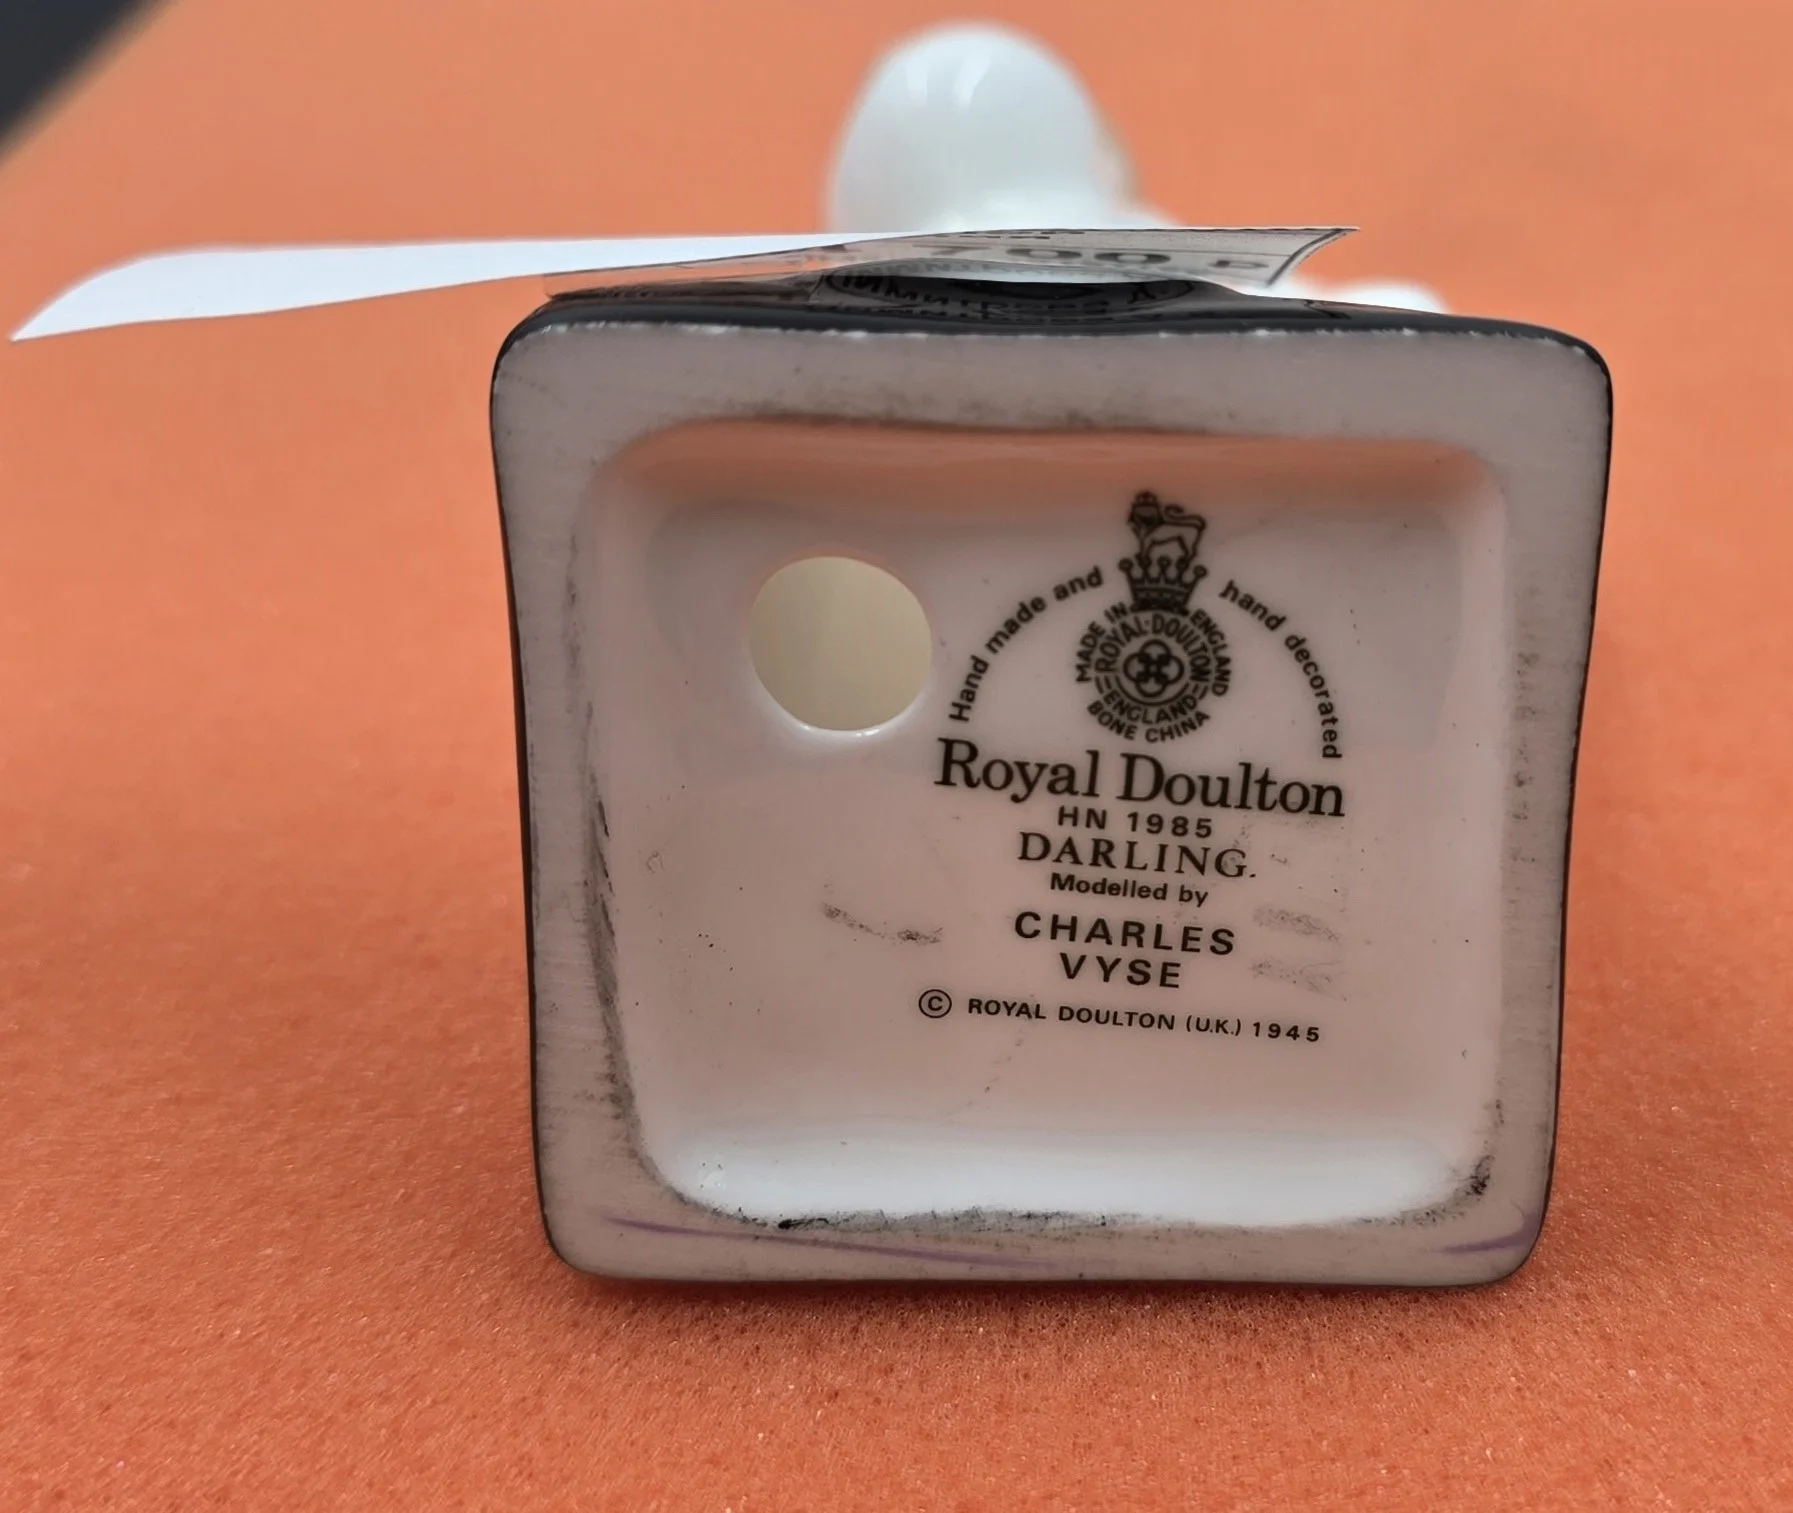 700 Р
Hand made and hand decorated
MADE IN ENGLAND
ROYAL·DOULTON
ENGLAND
BONE CHINA
Royal Doulton
HN 1985
DARLING.
Modelled by
CHARLES
VYSE
© ROYAL DOULTON (U.K.) 1945